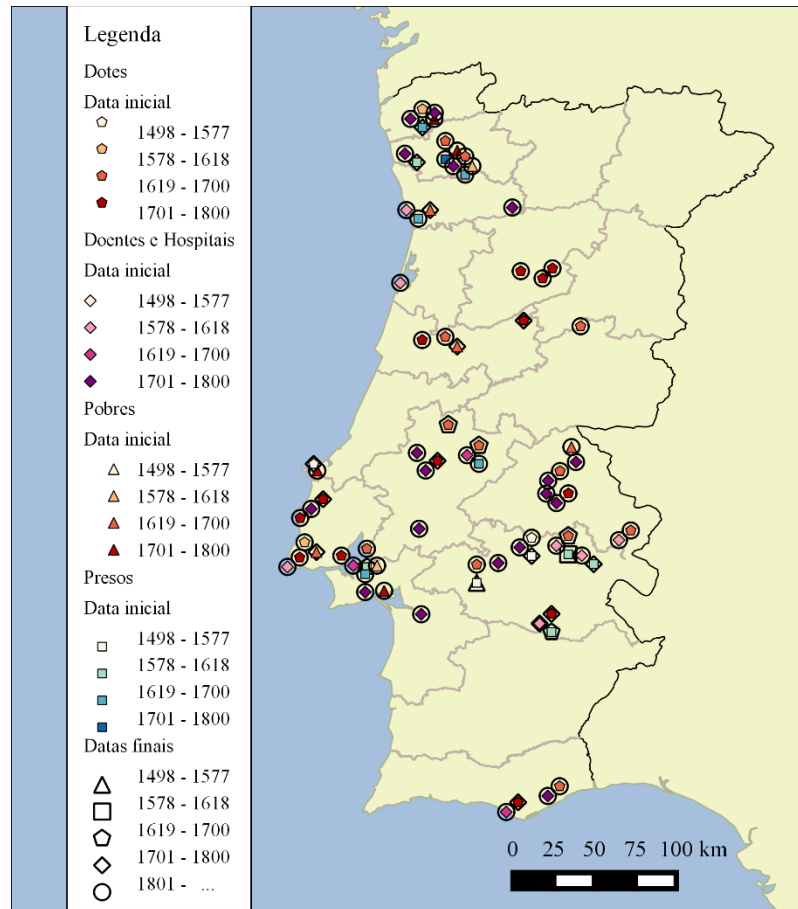 Legenda
Dotes
Data inicial
1498 - 1577
1578 - 1618
1619 - 1700
1701 - 1800
Doentes e Hospitais
Data inicial
1498 - 1577
1578 - 1618
1619 - 1700
1701 - 1800
Pobres
Data inicial
1498 - 1577
1578 - 1618
1619 - 1700
1701 - 1800
Presos
Data inicial
1498 - 1577
1578 - 1618
1619 - 1700
1701 - 1800
Datas finais
1498 - 1577
1578 - 1618
1619 - 1700
1701 - 1800
1801 - ...
0 25 50 75 100 km